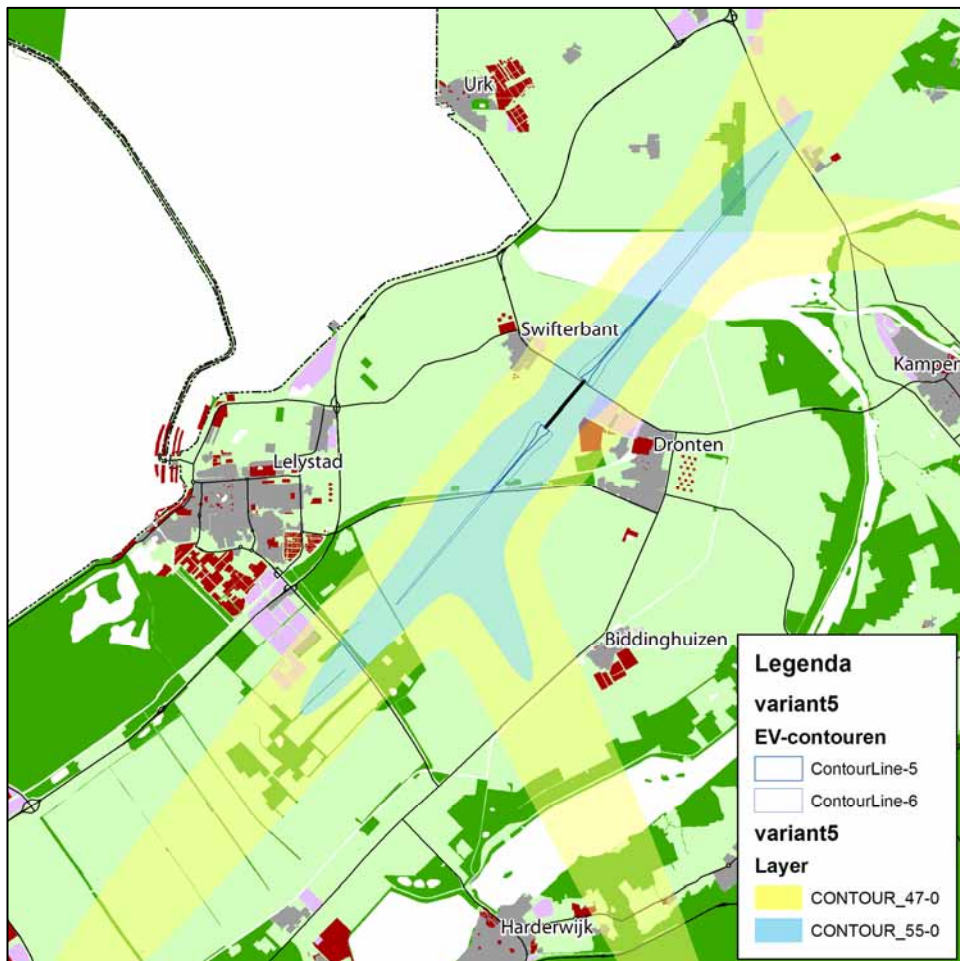 Urk
Swifterbant
Kampen
Dronten
Lelystad
Biddinghuizen
Harderwijk
Legenda
variant5
EV-contouren
ContourLine-5
ContourLine-6
variant5
Layer
CONTOUR_47-0
CONTOUR_55-0